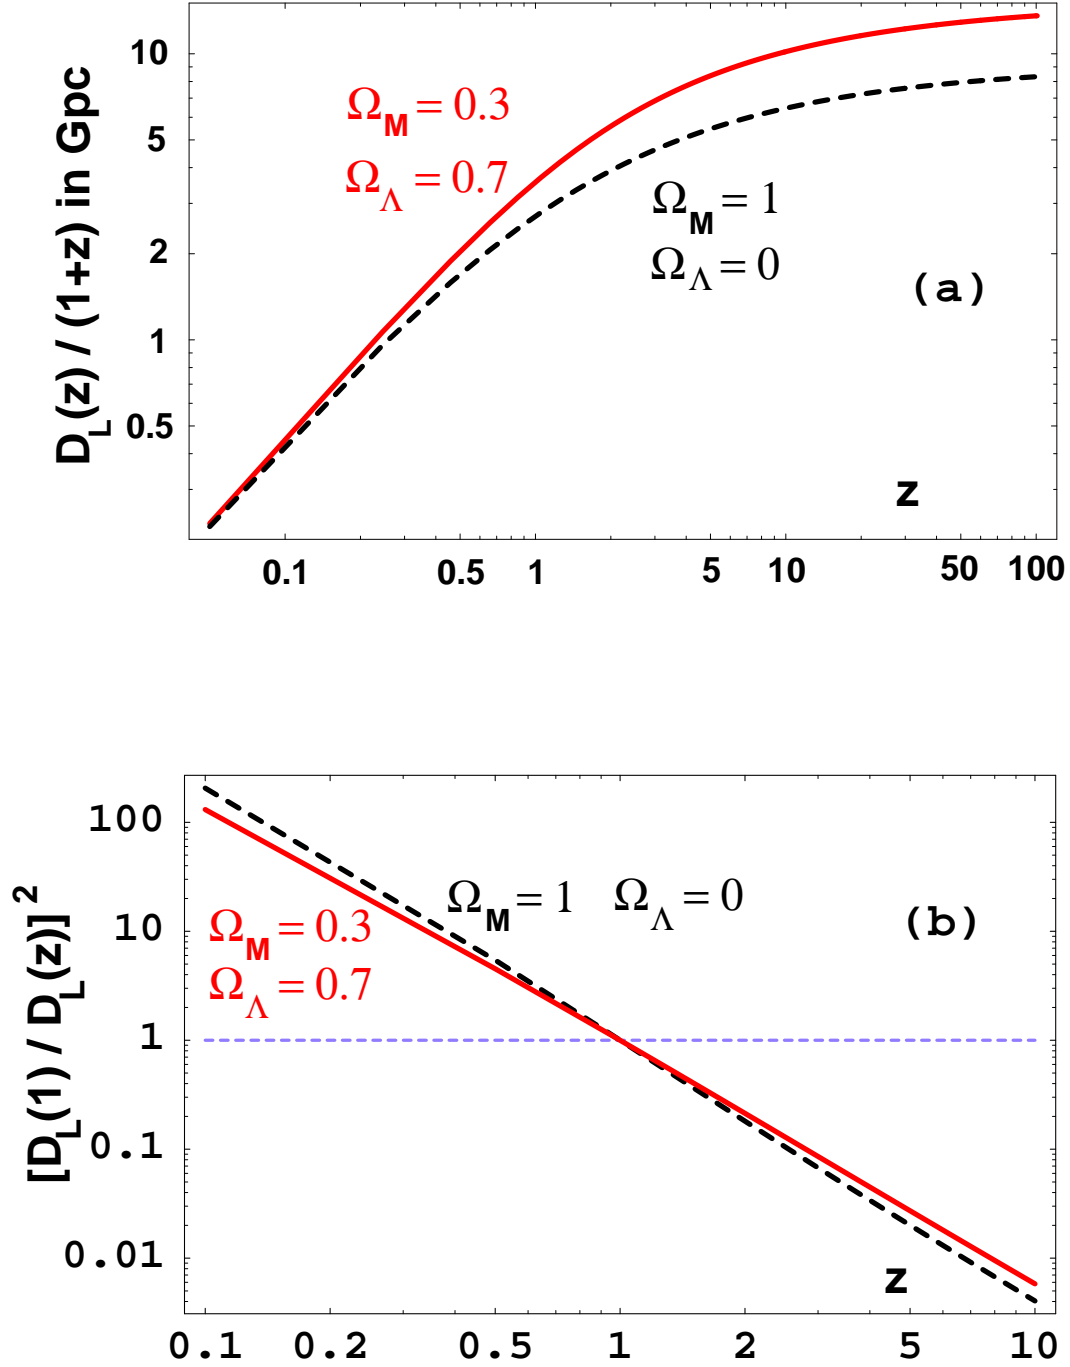 D_L(z) / (1+z) in Gpc
10
5
2
1
0.5
Ω_M = 0.3
Ω_Λ = 0.7
Ω_M = 1
Ω_Λ = 0
(a)
z
0.1 0.5 1 5 10 50 100
[D_L(1) / D_L(z)]²
100
10
1
0.1
0.01
Ω_M = 1 Ω_Λ = 0
(b)
Ω_M = 0.3
Ω_Λ = 0.7
z
0.1 0.2 0.5 1 2 5 10